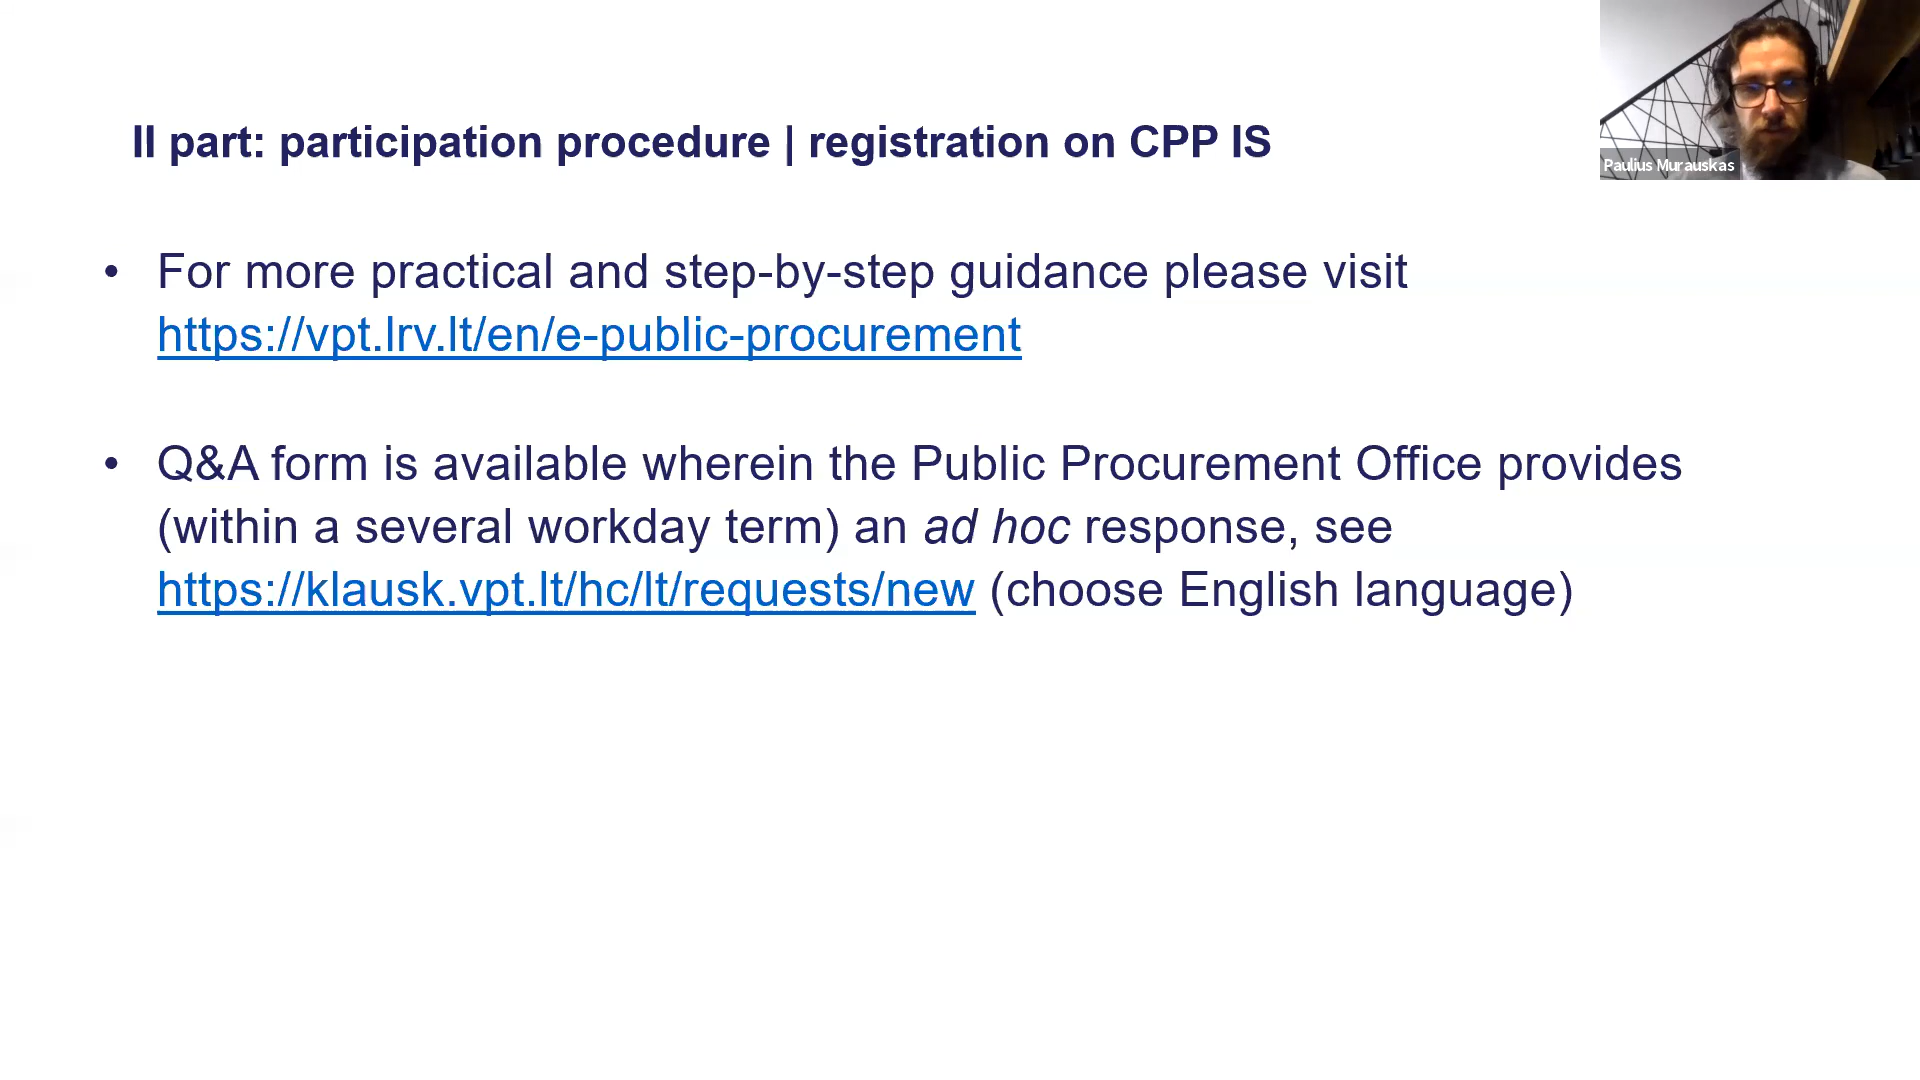 II part: participation procedure | registration on CPP IS
Paulius Murauskas
• For more practical and step-by-step guidance please visit
https://vpt.lrv.lt/en/e-public-procurement
• Q&A form is available wherein the Public Procurement Office provides
(within a several workday term) an ad hoc response, see
https://klausk.vpt.lt/hc/lt/requests/new (choose English language)